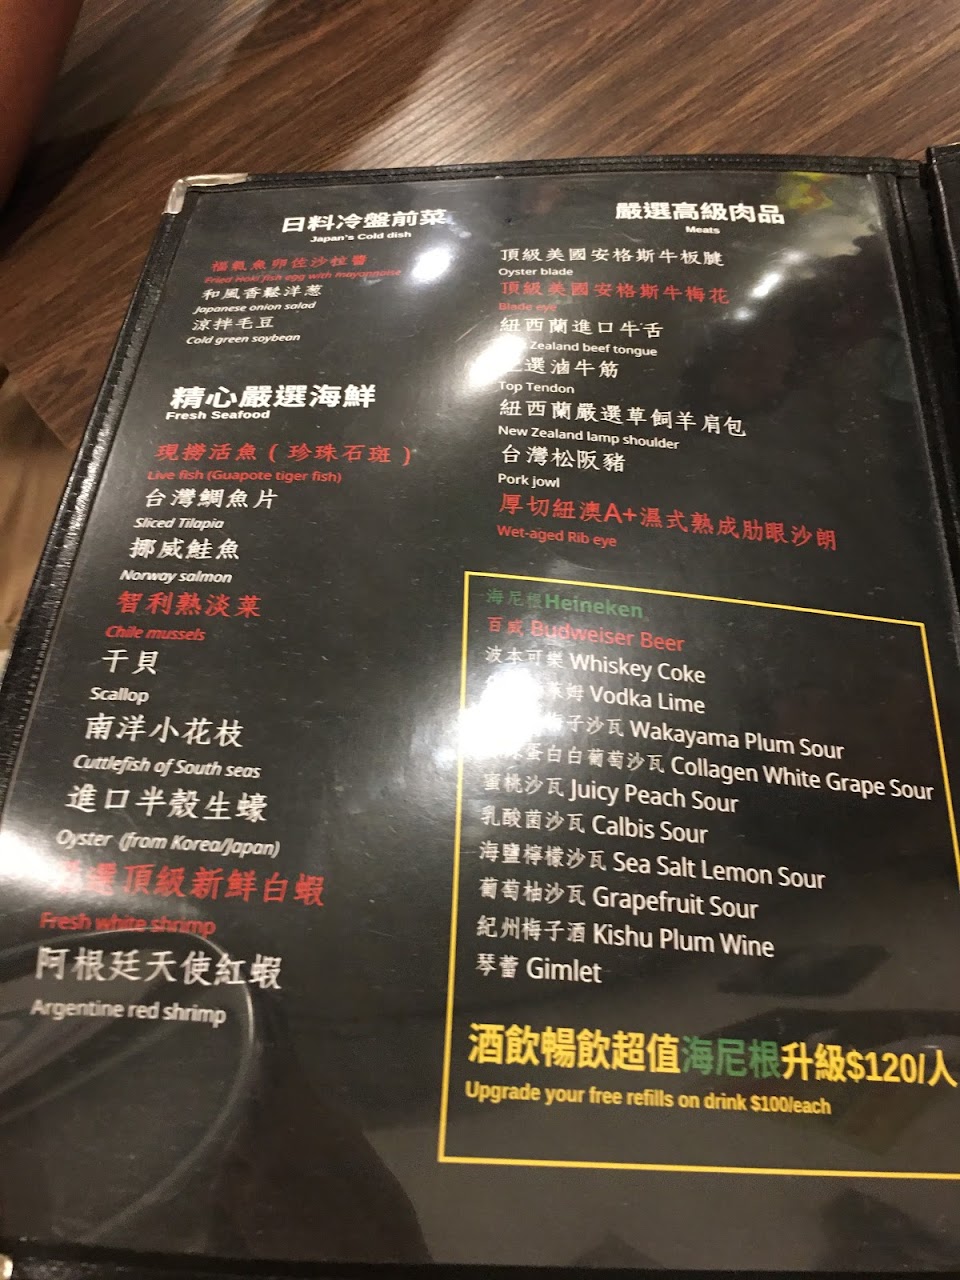 日料冷盤前菜
Japan's Cold dish
福氣魚卵佐沙拉醬
Fried Hoki fish egg with mayonnaise
和風香鬆洋葱
Japanese onion salad
涼拌毛豆
Cold green soybean
精心嚴選海鮮
Fresh Seafood
現撈活魚（珍珠石斑）
Live fish (Guapote tiger fish)
台灣鯛魚片
Sliced Tilapia
挪威鮭魚
Norway salmon
智利熟淡菜
Chile mussels
干貝
Scallop
南洋小花枝
Cuttlefish of South seas
進口半殼生蠔
Oyster (from Korea/Japan)
選頂級新鮮白蝦
Fresh white shrimp
阿根廷天使紅蝦
Argentine red shrimp
嚴選高級肉品
Meats
頂級美國安格斯牛板腱
Oyster blade
頂級美國安格斯牛梅花
Blade eye
紐西蘭進口牛舌
Zealand beef tongue
選滷牛筋
Top Tendon
紐西蘭嚴選草飼羊肩包
New Zealand lamp shoulder
台灣松阪豬
Pork jowl
厚切紐澳A+濕式熟成肋眼沙朗
Wet-aged Rib eye
海尼根Heineken
百威 Budweiser Beer
波本可樂 Whiskey Coke
萊姆 Vodka Lime
梅子沙瓦 Wakayama Plum Sour
蛋白白葡萄沙瓦 Collagen White Grape Sour
蜜桃沙瓦 Juicy Peach Sour
乳酸菌沙瓦 Calbis Sour
海鹽檸檬沙瓦 Sea Salt Lemon Sour
葡萄柚沙瓦 Grapefruit Sour
紀州梅子酒 Kishu Plum Wine
琴蕾 Gimlet
酒飲暢飲超值海尼根升級$120/人
Upgrade your free refills on drink $100/each